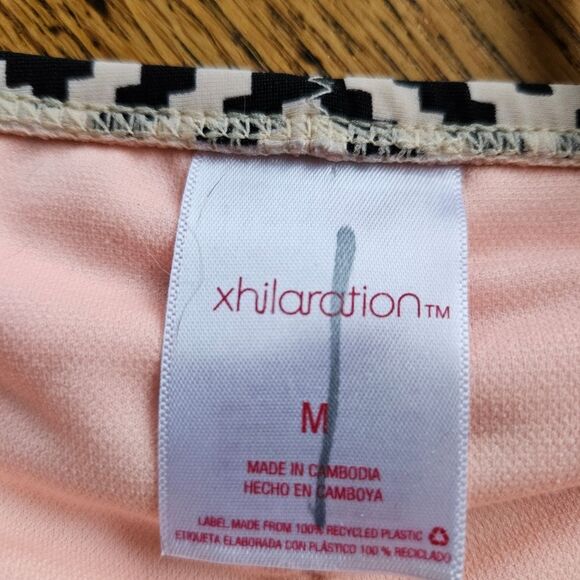 xhilaration™
M
MADE IN CAMBODIA
HECHO EN CAMBOYA
LABEL MADE FROM 100% RECYCLED PLASTIC
ETIQUETA ELABORADA CON PLÁSTICO 100 % RECICLADO